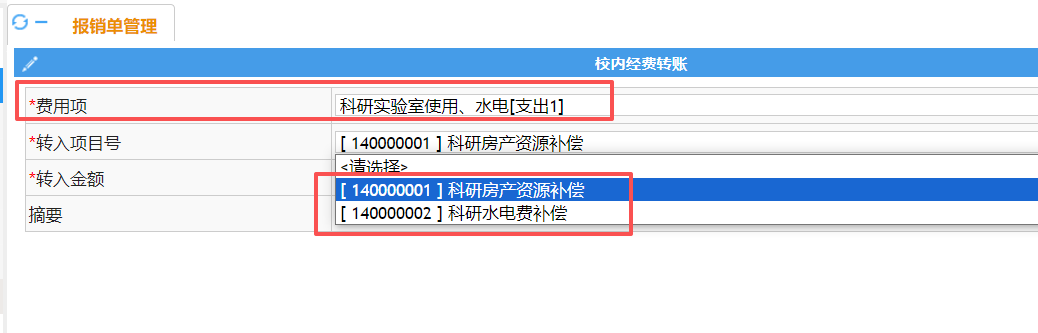 报销单管理
校内经费转账
*费用项
科研实验室使用、水电[支出1]
*转入项目号
[ 140000001 ] 科研房产资源补偿
<请选择>
*转入金额
[ 140000001 ] 科研房产资源补偿
摘要
[ 140000002 ] 科研水电费补偿